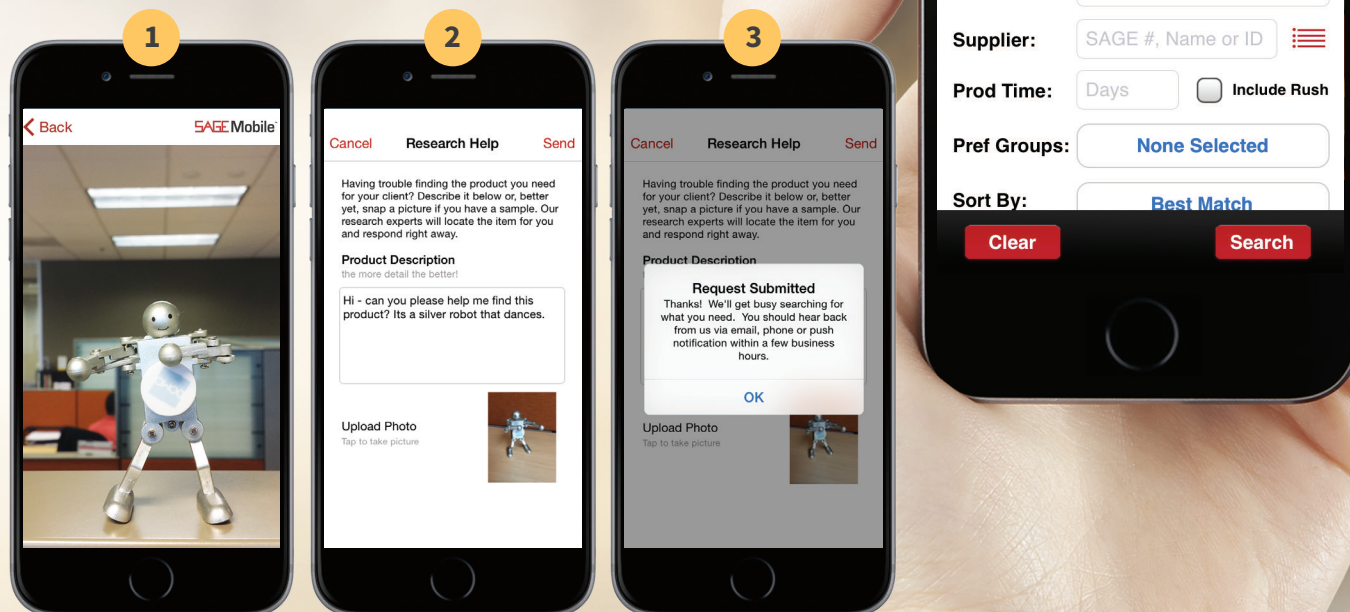 1
Back
SAGE Mobile
2
Cancel Research Help Send
Having trouble finding the product you need
for your client? Describe it below or, better
yet, snap a picture if you have a sample. Our
research experts will locate the item for you
and respond right away.
Product Description
the more detail the better!
Hi - can you please help me find this
product? Its a silver robot that dances.
Upload Photo
Tap to take picture
3
Cancel Research Help Send
Having trouble finding the product you need
for your client? Describe it below or, better
yet, snap a picture if you have a sample. Our
research experts will locate the item for you
and respond right away.
Product Description
Request Submitted
Thanks! We'll get busy searching for
what you need. You should hear back
from us via email, phone or push
notification within a few business
hours.
OK
Upload Photo
Tap to take picture
Supplier: SAGE #, Name or ID
Prod Time: Days Include Rush
Pref Groups: None Selected
Sort By: Best Match
Clear Search